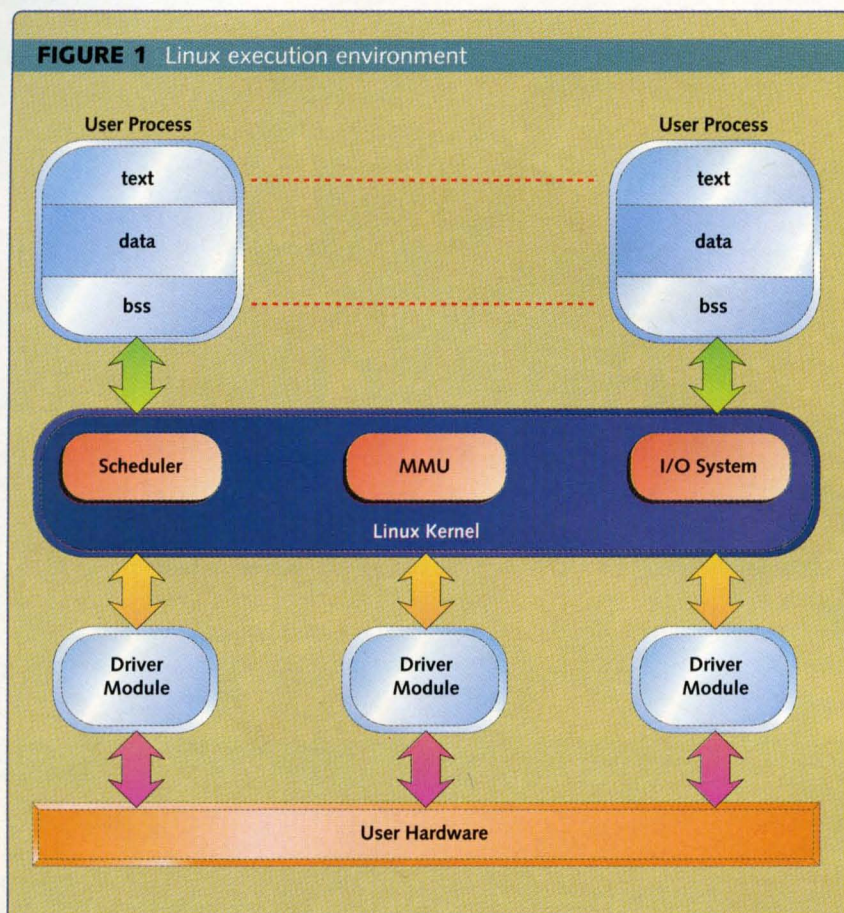 FIGURE 1 Linux execution environment
User Process
User Process
text
text
data
data
bss
bss
Scheduler
MMU
I/O System
Linux Kernel
Driver
Module
Driver
Module
Driver
Module
User Hardware